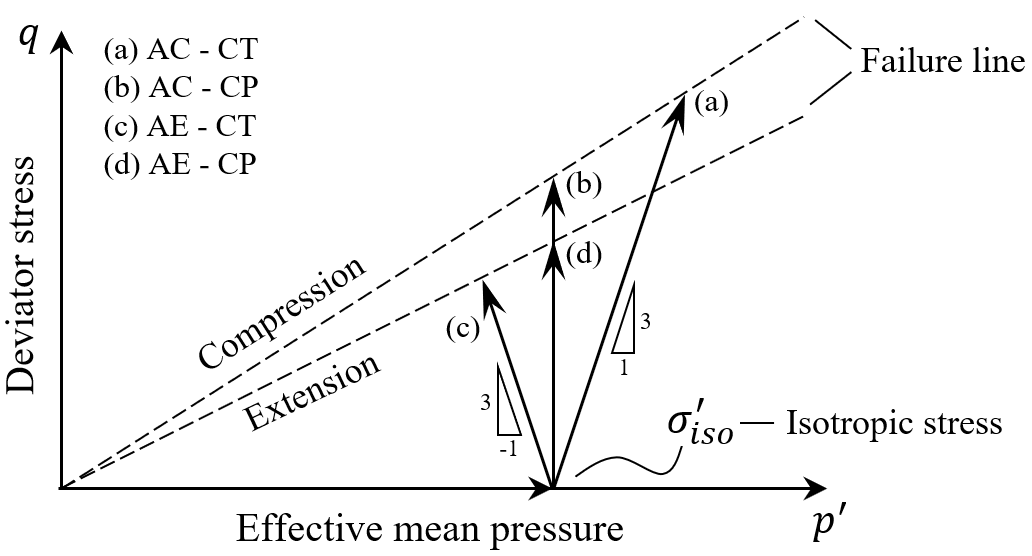 q
(a) AC - CT
(b) AC - CP
(c) AE - CT
(d) AE - CP
Failure line
(a)
(b)
(d)
(c)
Deviator stress
Compression
Extension
3
1
3
-1
σ′iso — Isotropic stress
Effective mean pressure
p′